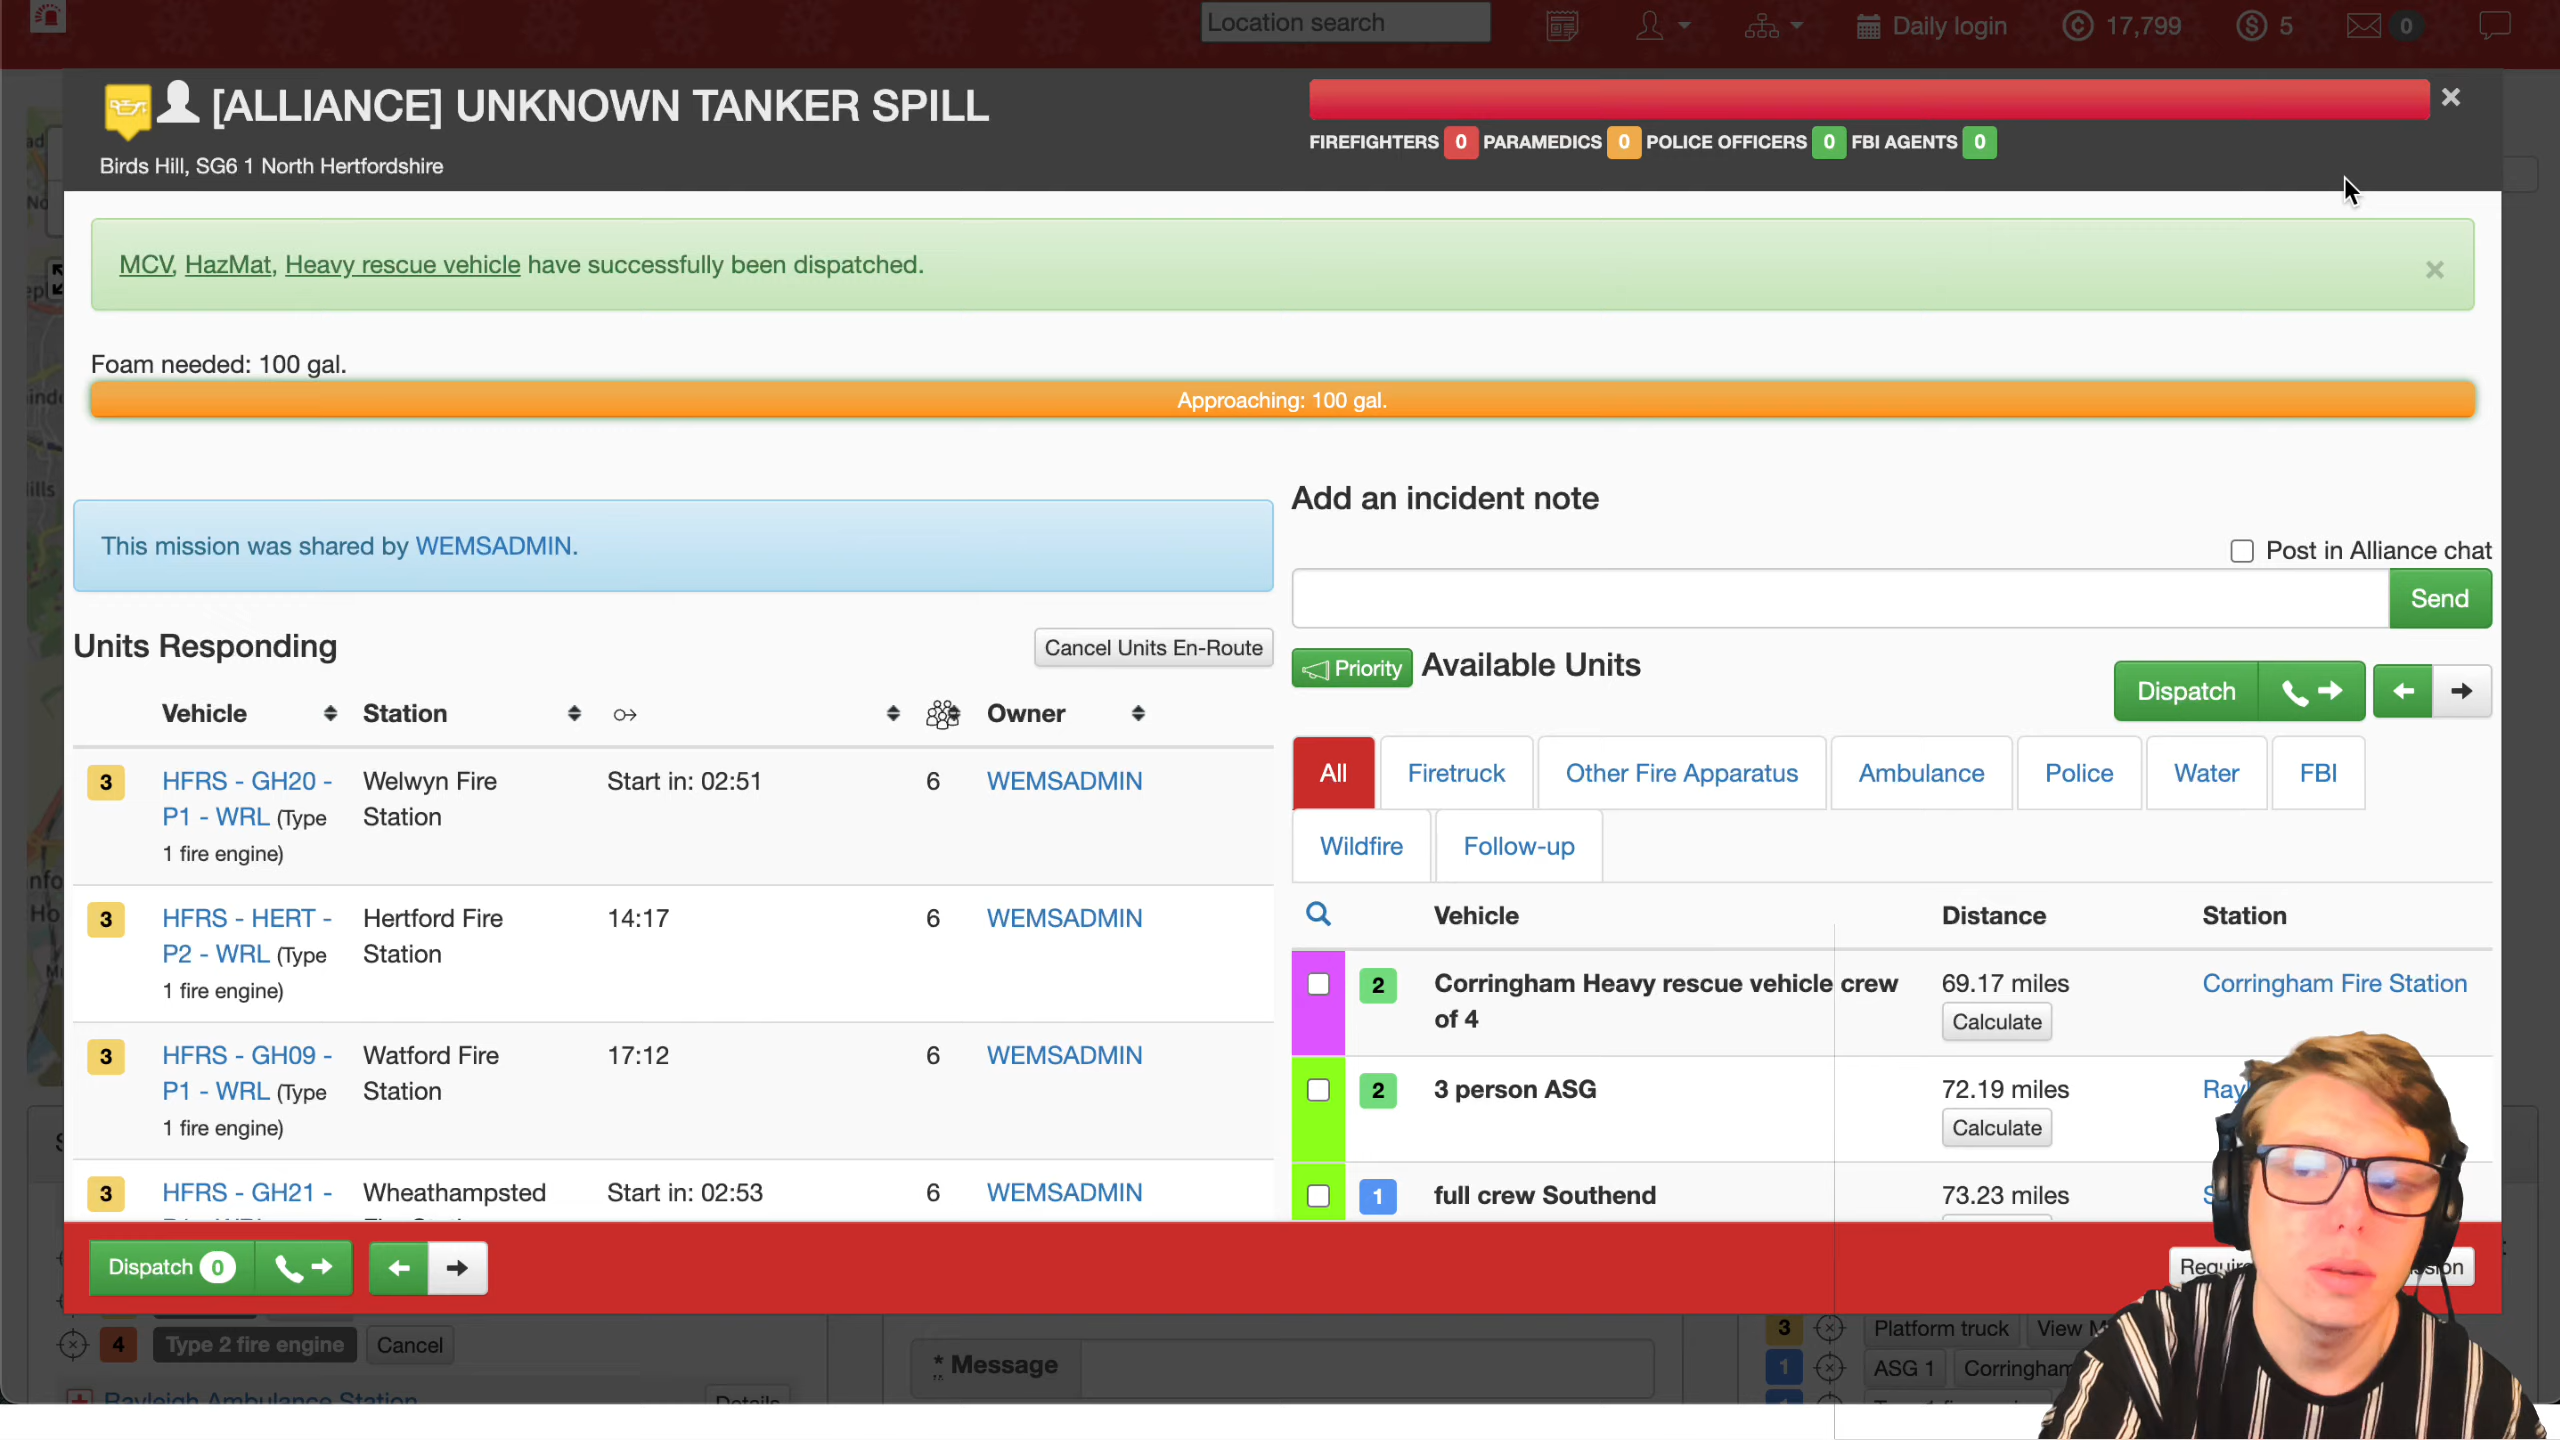 Location search
Daily login
17,799
5
0
[ALLIANCE] UNKNOWN TANKER SPILL
Birds Hill, SG6 1 North Hertfordshire
FIREFIGHTERS 0 PARAMEDICS 0 POLICE OFFICERS 0 FBI AGENTS 0
MCV, HazMat, Heavy rescue vehicle have successfully been dispatched.
Foam needed: 100 gal.
Approaching: 100 gal.
This mission was shared by WEMSADMIN.
Units Responding
Cancel Units En-Route
Vehicle Station Owner
3 HFRS - GH20 - P1 - WRL (Type 1 fire engine) Welwyn Fire Station Start in: 02:51 6 WEMSADMIN
3 HFRS - HERT - P2 - WRL (Type 1 fire engine) Hertford Fire Station 14:17 6 WEMSADMIN
3 HFRS - GH09 - P1 - WRL (Type 1 fire engine) Watford Fire Station 17:12 6 WEMSADMIN
3 HFRS - GH21 - Wheathampsted Start in: 02:53 6 WEMSADMIN
Add an incident note
Post in Alliance chat
Send
Priority Available Units
Dispatch
All Firetruck Other Fire Apparatus Ambulance Police Water FBI
Wildfire Follow-up
Vehicle Distance Station
2 Corringham Heavy rescue vehicle crew of 4 69.17 miles Corringham Fire Station
Calculate
2 3 person ASG 72.19 miles
Calculate
1 full crew Southend 73.23 miles
Dispatch 0
4 Type 2 fire engine Cancel
Rayleigh Ambulance Station Details
* Message
3 Platform truck View
1 ASG 1 Corringham